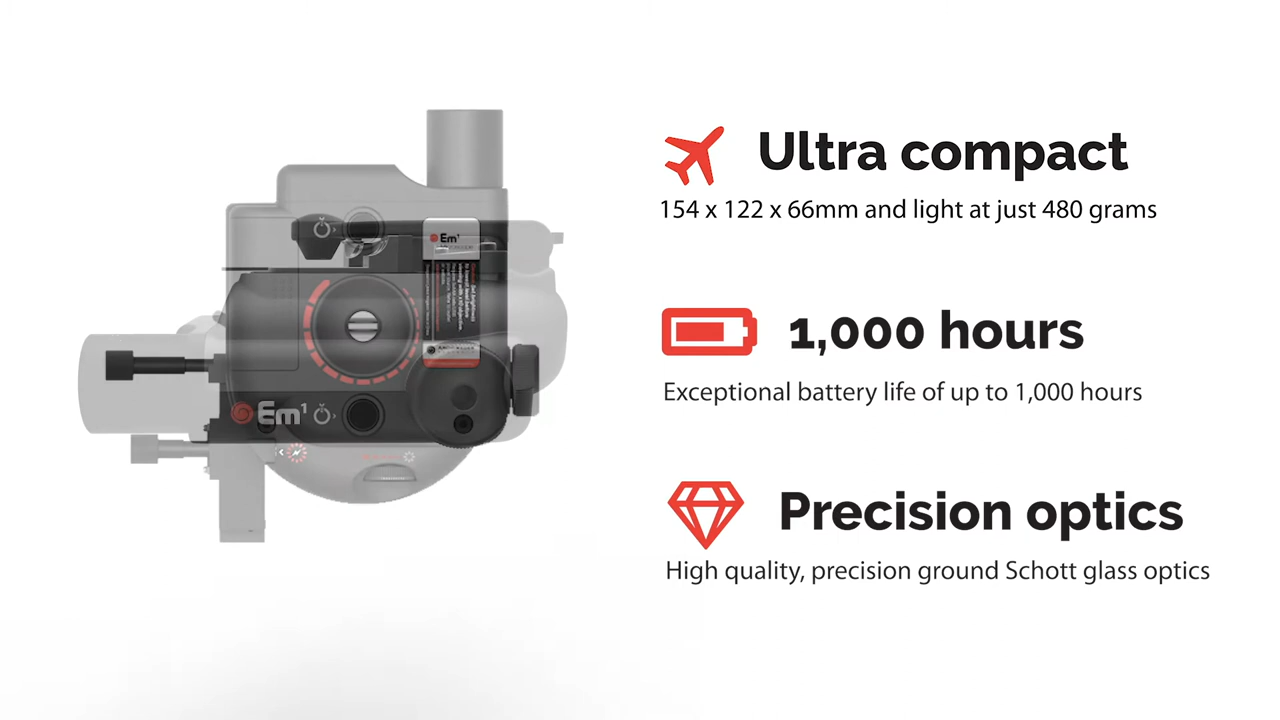 Ultra compact
154 x 122 x 66mm and light at just 480 grams
1,000 hours
Exceptional battery life of up to 1,000 hours
Precision optics
High quality, precision ground Schott glass optics
Em1
Em1